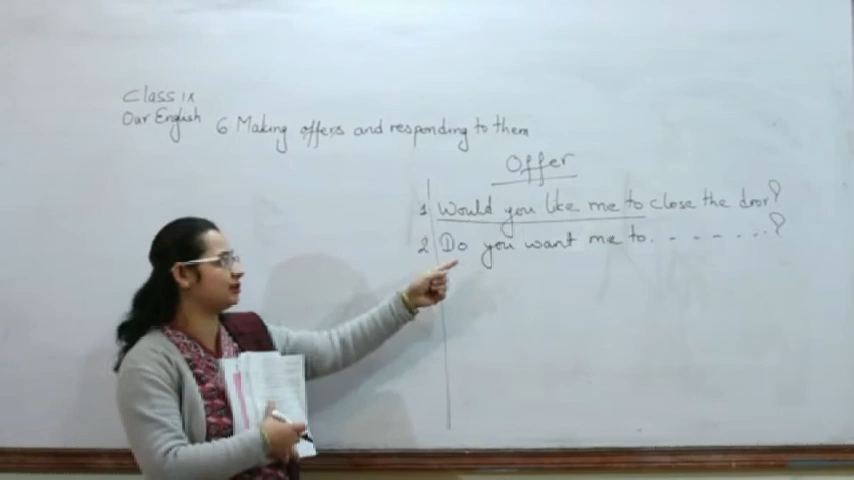 Class ix
Our English 6 Making offers and responding to them
Offer
1 Would you like me to close the dror?
2 Do you want me to. - - - - - - ..?